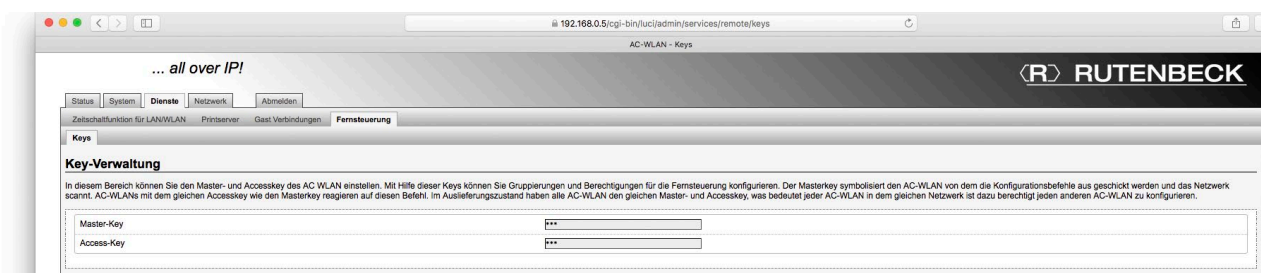 192.168.0.5/cgi-bin/luci/admin/services/remote/keys
AC-WLAN - Keys
... all over IP!
⟨R⟩ RUTENBECK
Status System Dienste Netzwerk Abmelden
Zeitschaltfunktion für LAN/WLAN Printserver Gast Verbindungen Fernsteuerung
Keys
Key-Verwaltung
In diesem Bereich können Sie den Master- und Accesskey des AC WLAN einstellen. Mit Hilfe dieser Keys können Sie Gruppierungen und Berechtigungen für die Fernsteuerung konfigurieren. Der Masterkey symbolisiert den AC-WLAN von dem die Konfigurationsbefehle aus geschickt werden und das Netzwerk
scannt. AC-WLANs mit dem gleichen Accesskey wie den Masterkey reagieren auf diesen Befehl. Im Auslieferungszustand haben alle AC-WLAN den gleichen Master- und Accesskey, was bedeutet jeder AC-WLAN in dem gleichen Netzwerk ist dazu berechtigt jeden anderen AC-WLAN zu konfigurieren.
Master-Key •••
Access-Key •••